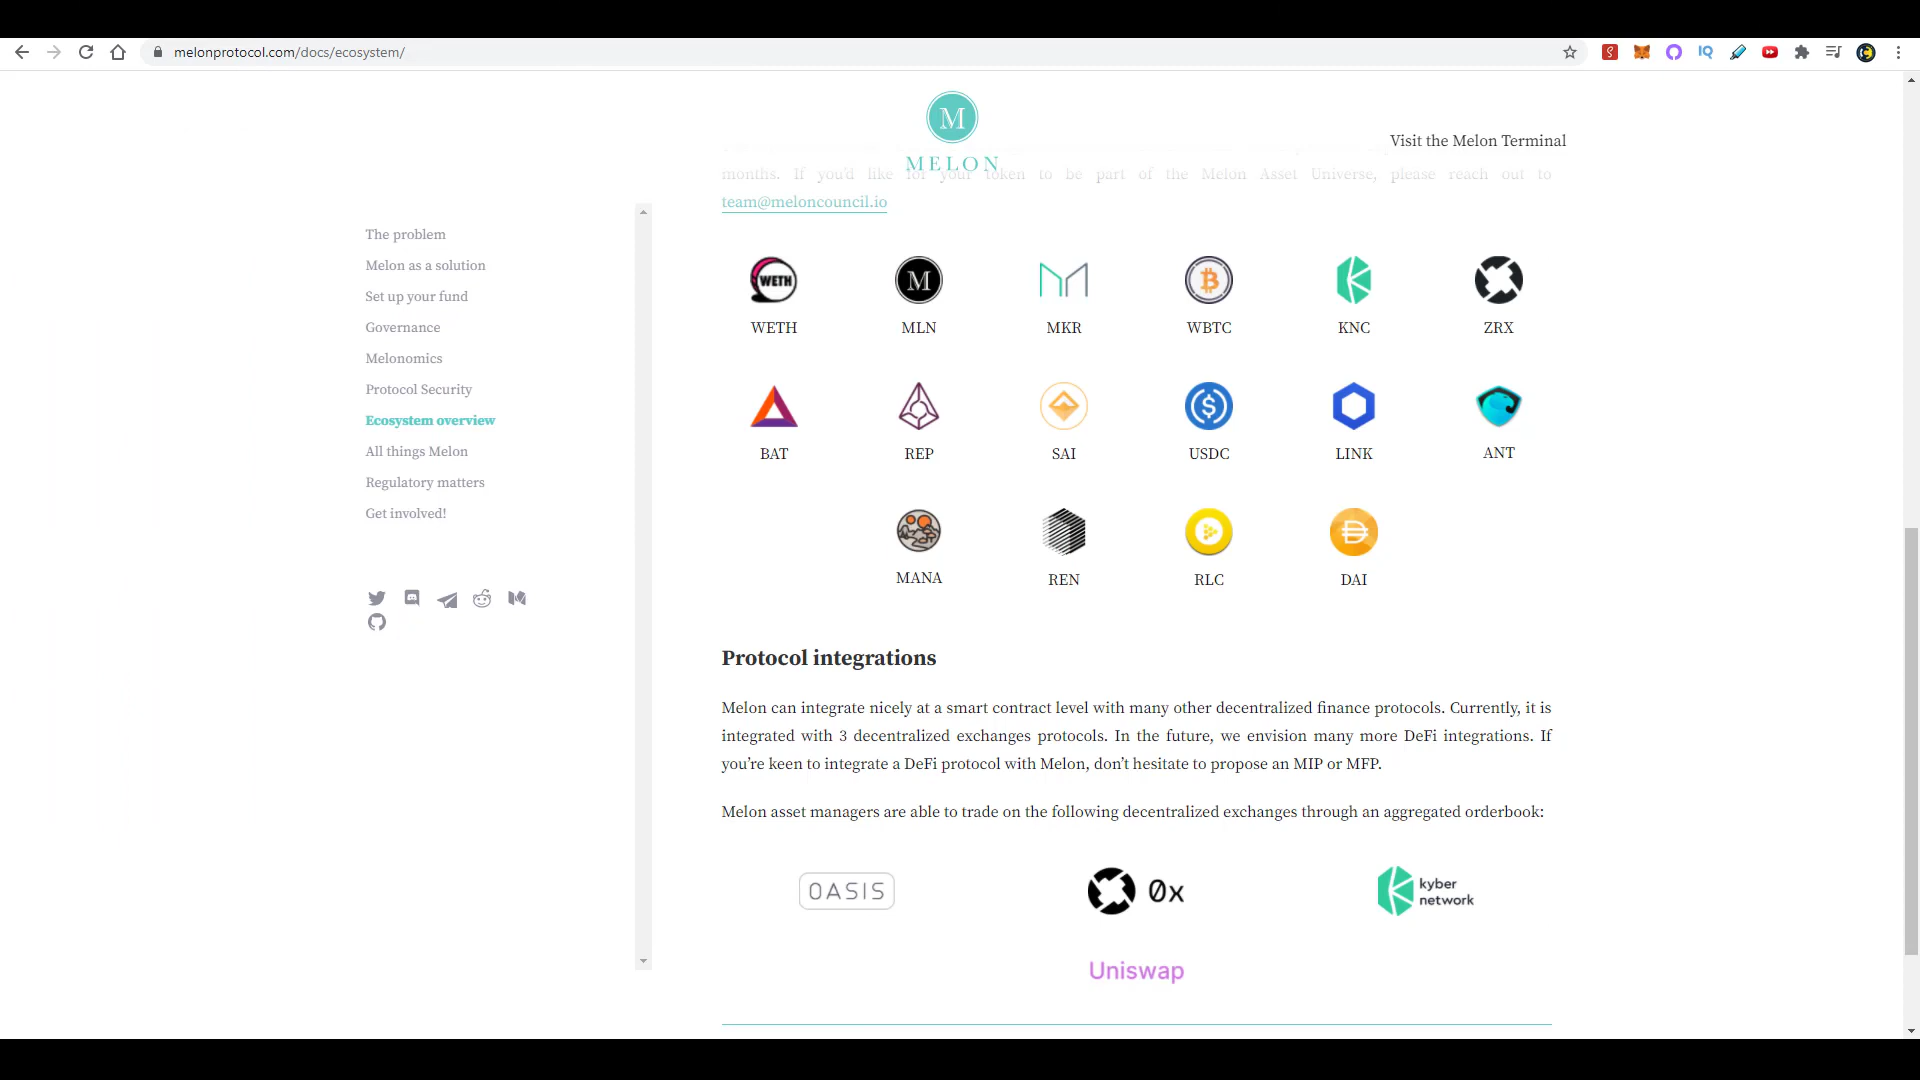 melonprotocol.com/docs/ecosystem/
M
MELON
Visit the Melon Terminal
months. If you'd like for your token to be part of the Melon Asset Universe, please reach out to
team@meloncouncil.io
The problem
Melon as a solution
Set up your fund
Governance
Melonomics
Protocol Security
Ecosystem overview
All things Melon
Regulatory matters
Get involved!
WETH
M
WETH MLN MKR WBTC KNC ZRX
BAT REP SAI USDC LINK ANT
MANA REN RLC DAI
Protocol integrations
Melon can integrate nicely at a smart contract level with many other decentralized finance protocols. Currently, it is
integrated with 3 decentralized exchanges protocols. In the future, we envision many more DeFi integrations. If
you're keen to integrate a DeFi protocol with Melon, don't hesitate to propose an MIP or MFP.
Melon asset managers are able to trade on the following decentralized exchanges through an aggregated orderbook:
OASIS
0x
kyber
network
Uniswap